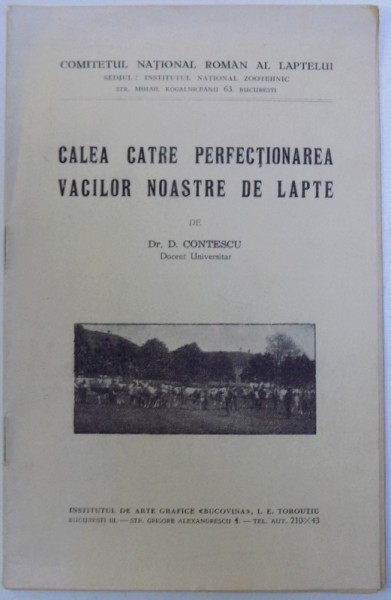 COMITETUL NAȚIONAL ROMÂN AL LAPTELUI
SEDIUL: INSTITUTUL NAȚIONAL ZOOTEHNIC
STR. MIHAIL KOGALNICEANU 63. BUCUREȘTI
CALEA CATRE PERFECȚIONAREA
VACILOR NOASTRE DE LAPTE
DE
Dr. D. CONTESCU
Docent Universitar
INSTITUTUL DE ARTE GRAFICE «BUCOVINA», I. E. TOROUȚIU
BUCUREȘTI III. — STR. GRIGORE ALEXANDRESCU 4. — TEL. AUT.